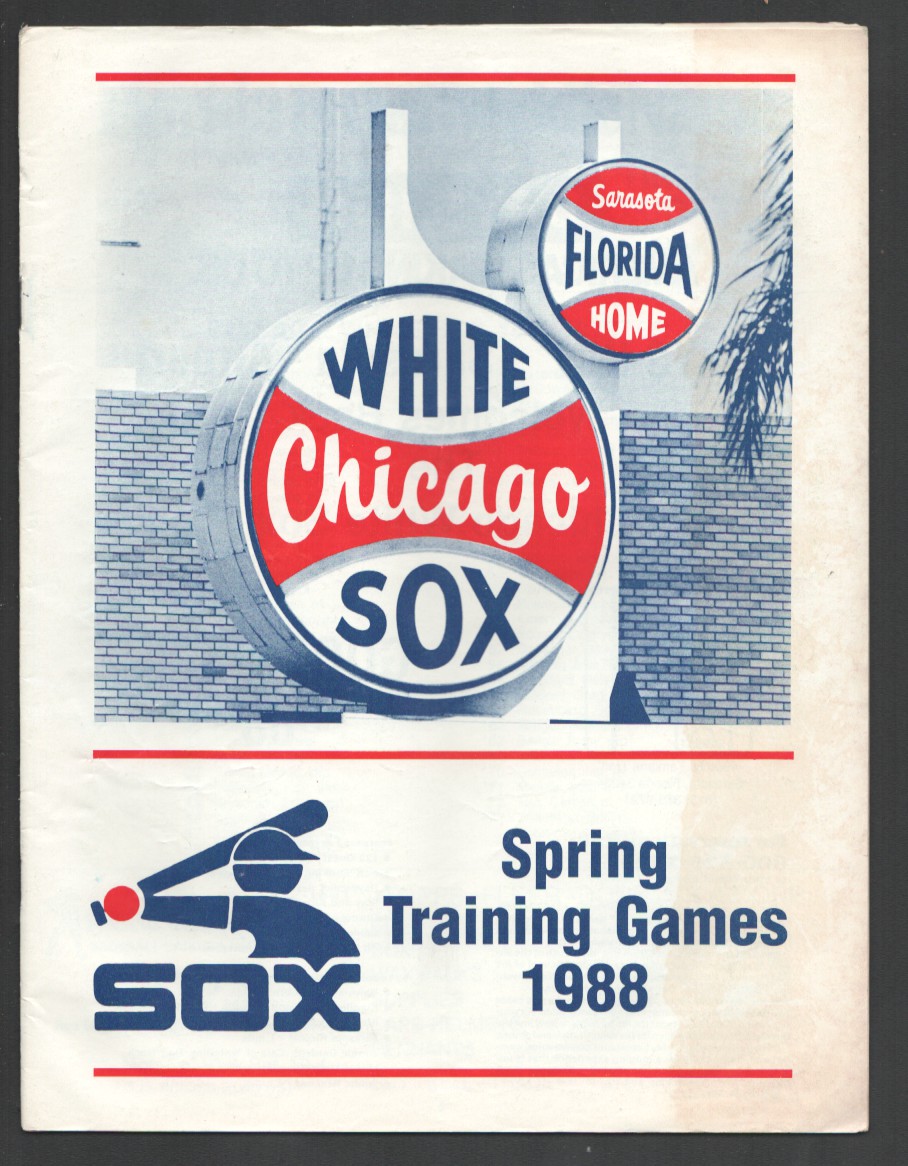 Sarasota
FLORIDA
HOME
WHITE
Chicago
SOX
SOX
Spring
Training Games
1988